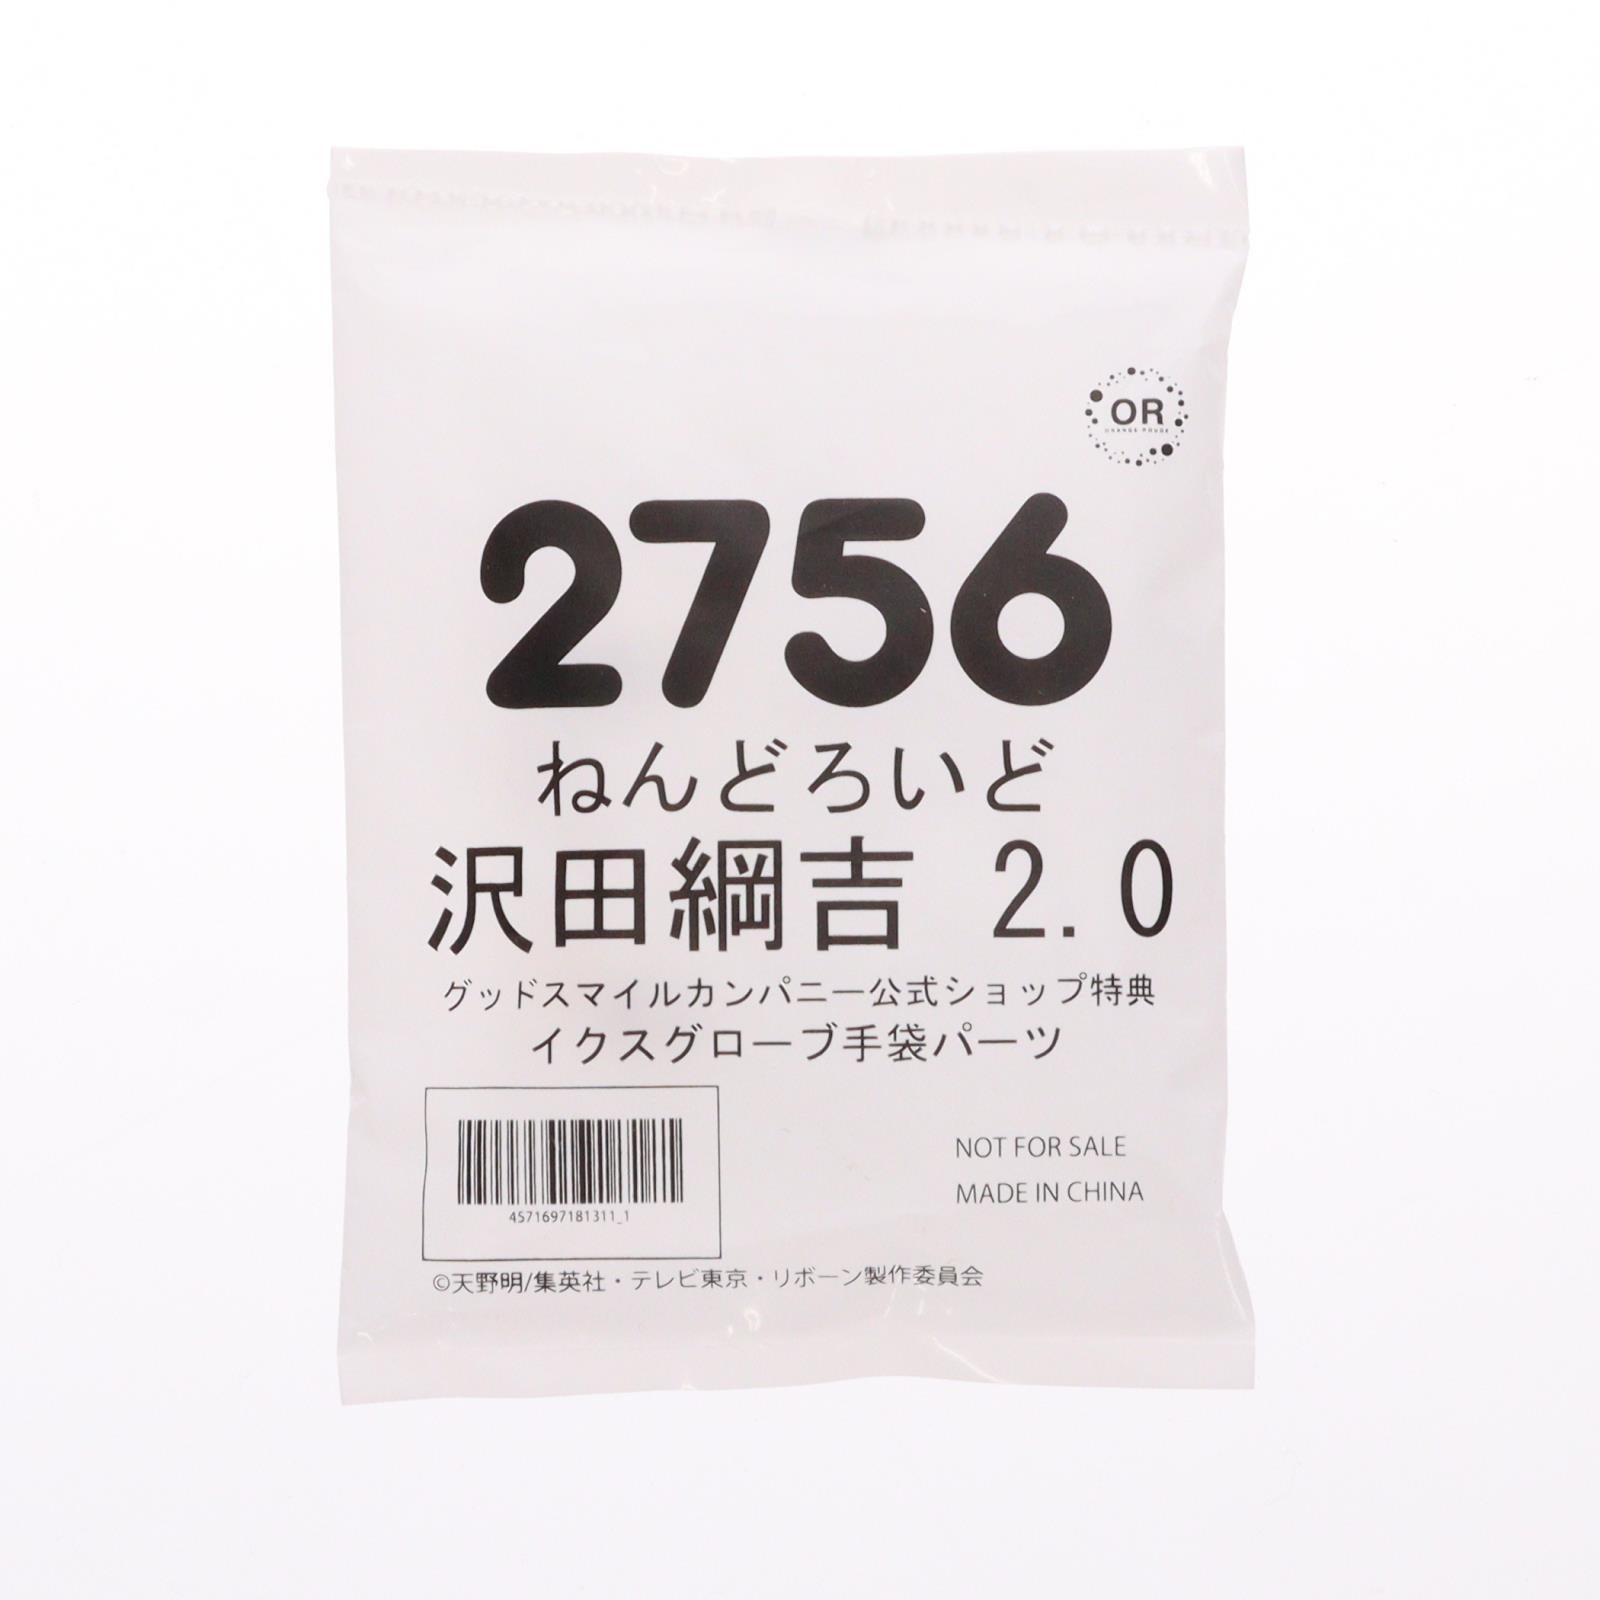 OR
ORANGE ROUGE
2756
ねんどろいど
沢田綱吉 2.0
グッドスマイルカンパニー公式ショップ特典
イクスグローブ手袋パーツ
4571697181311_1
NOT FOR SALE
MADE IN CHINA
©天野明/集英社・テレビ東京・リボーン製作委員会